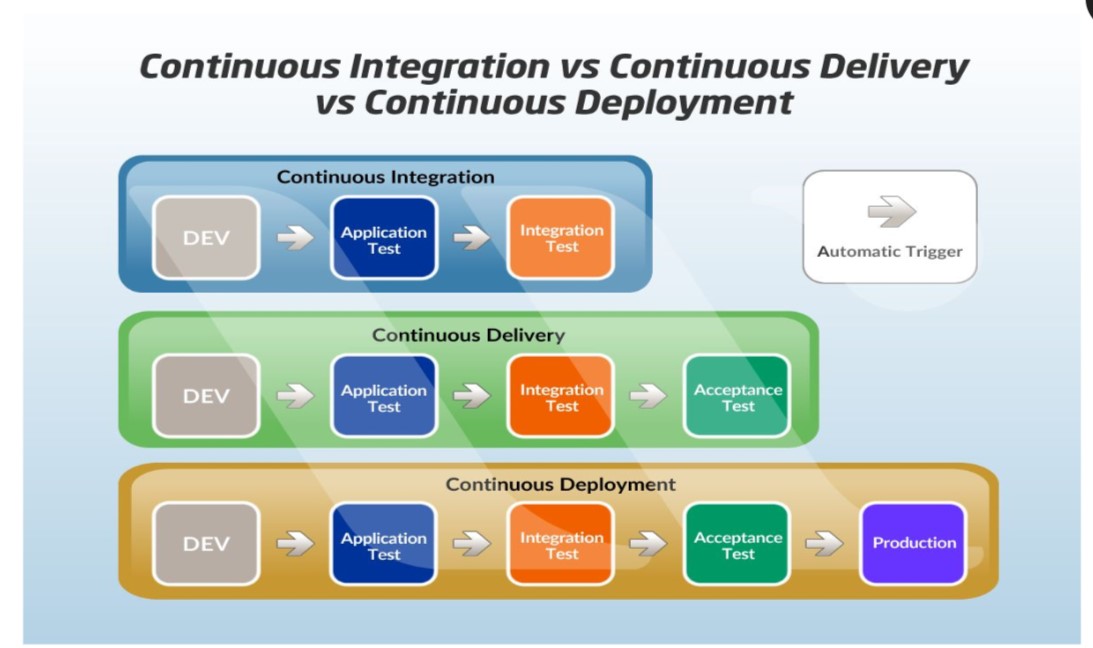 Continuous Integration vs Continuous Delivery
vs Continuous Deployment
Continuous Integration
DEV
Application
Test
Integration
Test
Automatic Trigger
Continuous Delivery
DEV
Application
Test
Integration
Test
Acceptance
Test
Continuous Deployment
DEV
Application
Test
Integration
Test
Acceptance
Test
Production